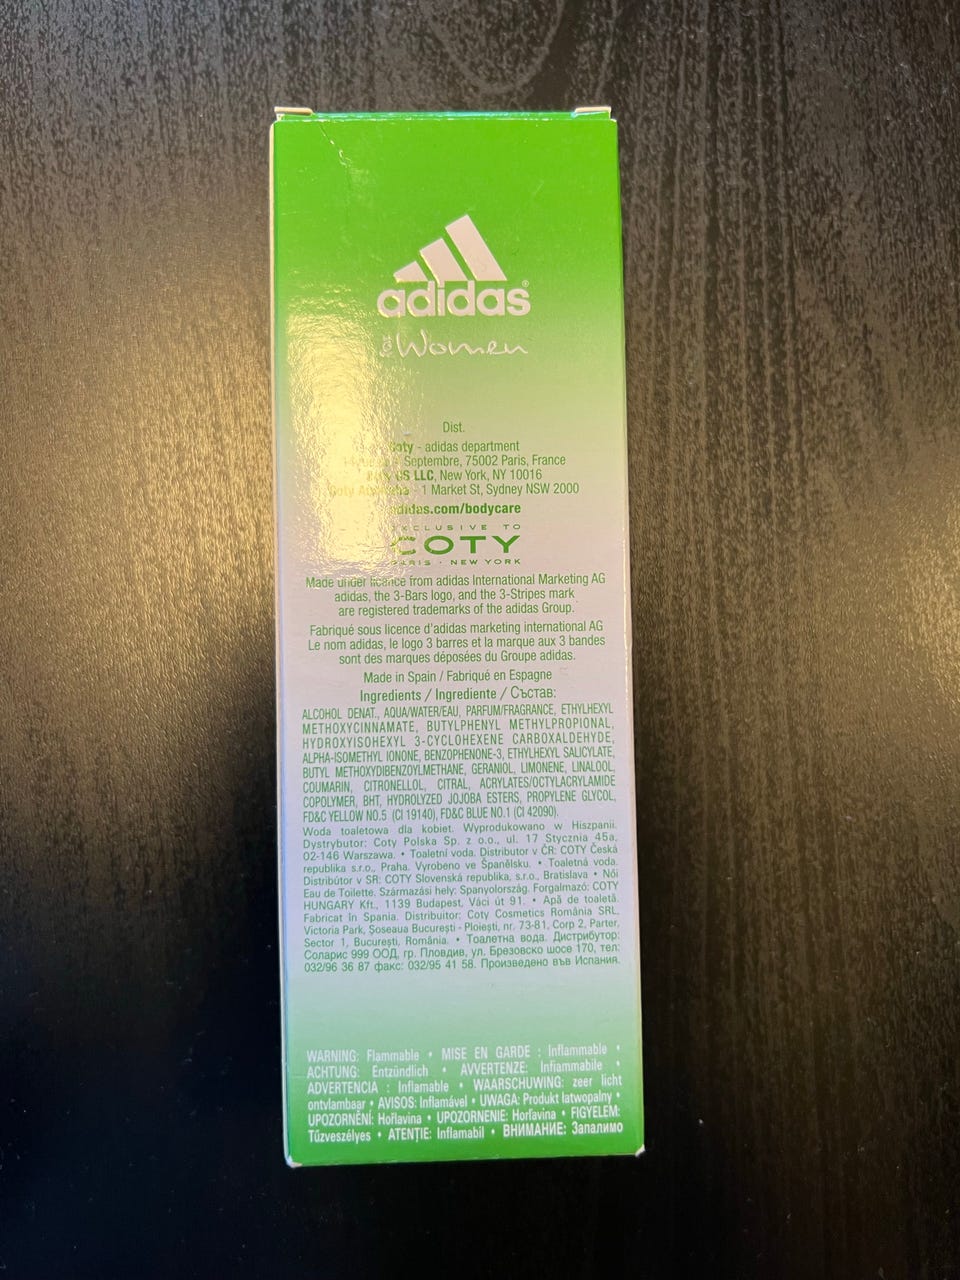 adidas®
for Women
Dist.
Coty - adidas department
Septembre, 75002 Paris, France
Coty US LLC, New York, NY 10016
Coty Australia - 1 Market St, Sydney NSW 2000
adidas.com/bodycare
EXCLUSIVE TO
COTY
PARIS · NEW YORK
Made under licence from adidas International Marketing AG
adidas, the 3-Bars logo, and the 3-Stripes mark
are registered trademarks of the adidas Group.
Fabriqué sous licence d'adidas marketing international AG
Le nom adidas, le logo 3 barres et la marque aux 3 bandes
sont des marques déposées du Groupe adidas.
Made in Spain / Fabriqué en Espagne
Ingredients / Ingrediente / Състав:
ALCOHOL DENAT., AQUA/WATER/EAU, PARFUM/FRAGRANCE, ETHYLHEXYL
METHOXYCINNAMATE, BUTYLPHENYL METHYLPROPIONAL,
HYDROXYISOHEXYL 3-CYCLOHEXENE CARBOXALDEHYDE,
ALPHA-ISOMETHYL IONONE, BENZOPHENONE-3, ETHYLHEXYL SALICYLATE,
BUTYL METHOXYDIBENZOYLMETHANE, GERANIOL, LIMONENE, LINALOOL,
COUMARIN, CITRONELLOL, CITRAL, ACRYLATES/OCTYLACRYLAMIDE
COPOLYMER, BHT, HYDROLYZED JOJOBA ESTERS, PROPYLENE GLYCOL,
FD&C YELLOW NO.5 (CI 19140), FD&C BLUE NO.1 (CI 42090).
Woda toaletowa dla kobiet. Wyprodukowano w Hiszpanii.
Dystrybutor: Coty Polska Sp. z o.o., ul. 17 Stycznia 45a,
02-146 Warszawa. • Toaletní voda. Distributor v ČR: COTY Česká
republika s.r.o., Praha. Vyrobeno ve Španělsku. • Toaletná voda.
Distribútor v SR: COTY Slovenská republika, s.r.o., Bratislava • Női
Eau de Toilette. Származási hely: Spanyolország. Forgalmazó: COTY
HUNGARY Kft., 1139 Budapest, Váci út 91. • Apă de toaletă.
Fabricat în Spania. Distribuitor: Coty Cosmetics România SRL,
Victoria Park, Șoseaua București - Ploiești, nr. 73-81, Corp 2, Parter,
Sector 1, București, România. • Тоалетна вода. Дистрибутор:
Соларис 999 ООД, гр. Пловдив, ул. Брезовско шосе 170, тел:
032/96 36 87 факс: 032/95 41 58. Произведено във Испания.
WARNING: Flammable • MISE EN GARDE : Inflammable •
ACHTUNG: Entzündlich • AVVERTENZE: Infiammabile •
ADVERTENCIA : Inflamable • WAARSCHUWING: zeer licht
ontvlambaar • AVISOS: Inflamável • UWAGA: Produkt łatwopalny •
UPOZORNĚNÍ: Hořlavina • UPOZORNENIE: Horľavina • FIGYELEM:
Tűzveszélyes • ATENŢIE: Inflamabil • ВНИМАНИЕ: Запалимо